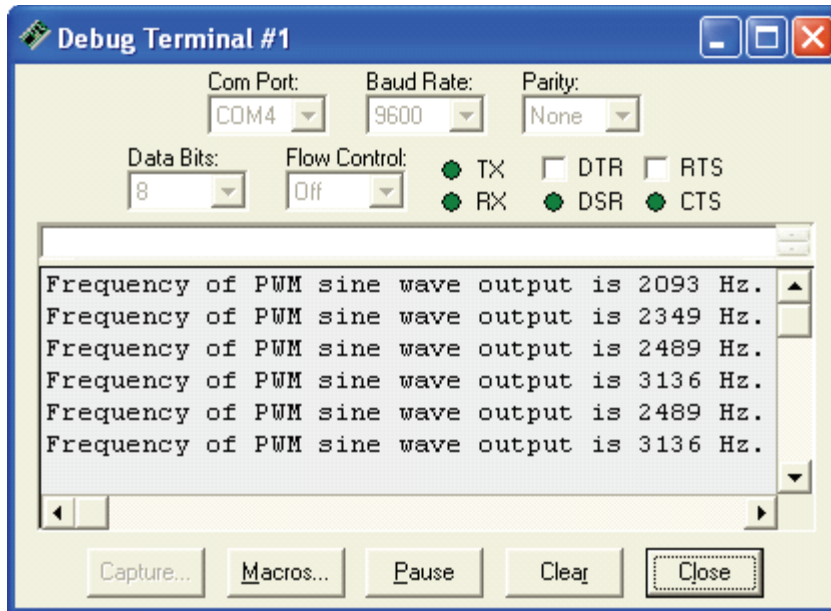 Debug Terminal #1
Com Port: Baud Rate: Parity:
COM4 9600 None
Data Bits: Flow Control: TX DTR RTS
8 Off RX DSR CTS
Frequency of PWM sine wave output is 2093 Hz.
Frequency of PWM sine wave output is 2349 Hz.
Frequency of PWM sine wave output is 2489 Hz.
Frequency of PWM sine wave output is 3136 Hz.
Frequency of PWM sine wave output is 2489 Hz.
Frequency of PWM sine wave output is 3136 Hz.
Capture... Macros... Pause Clear Close